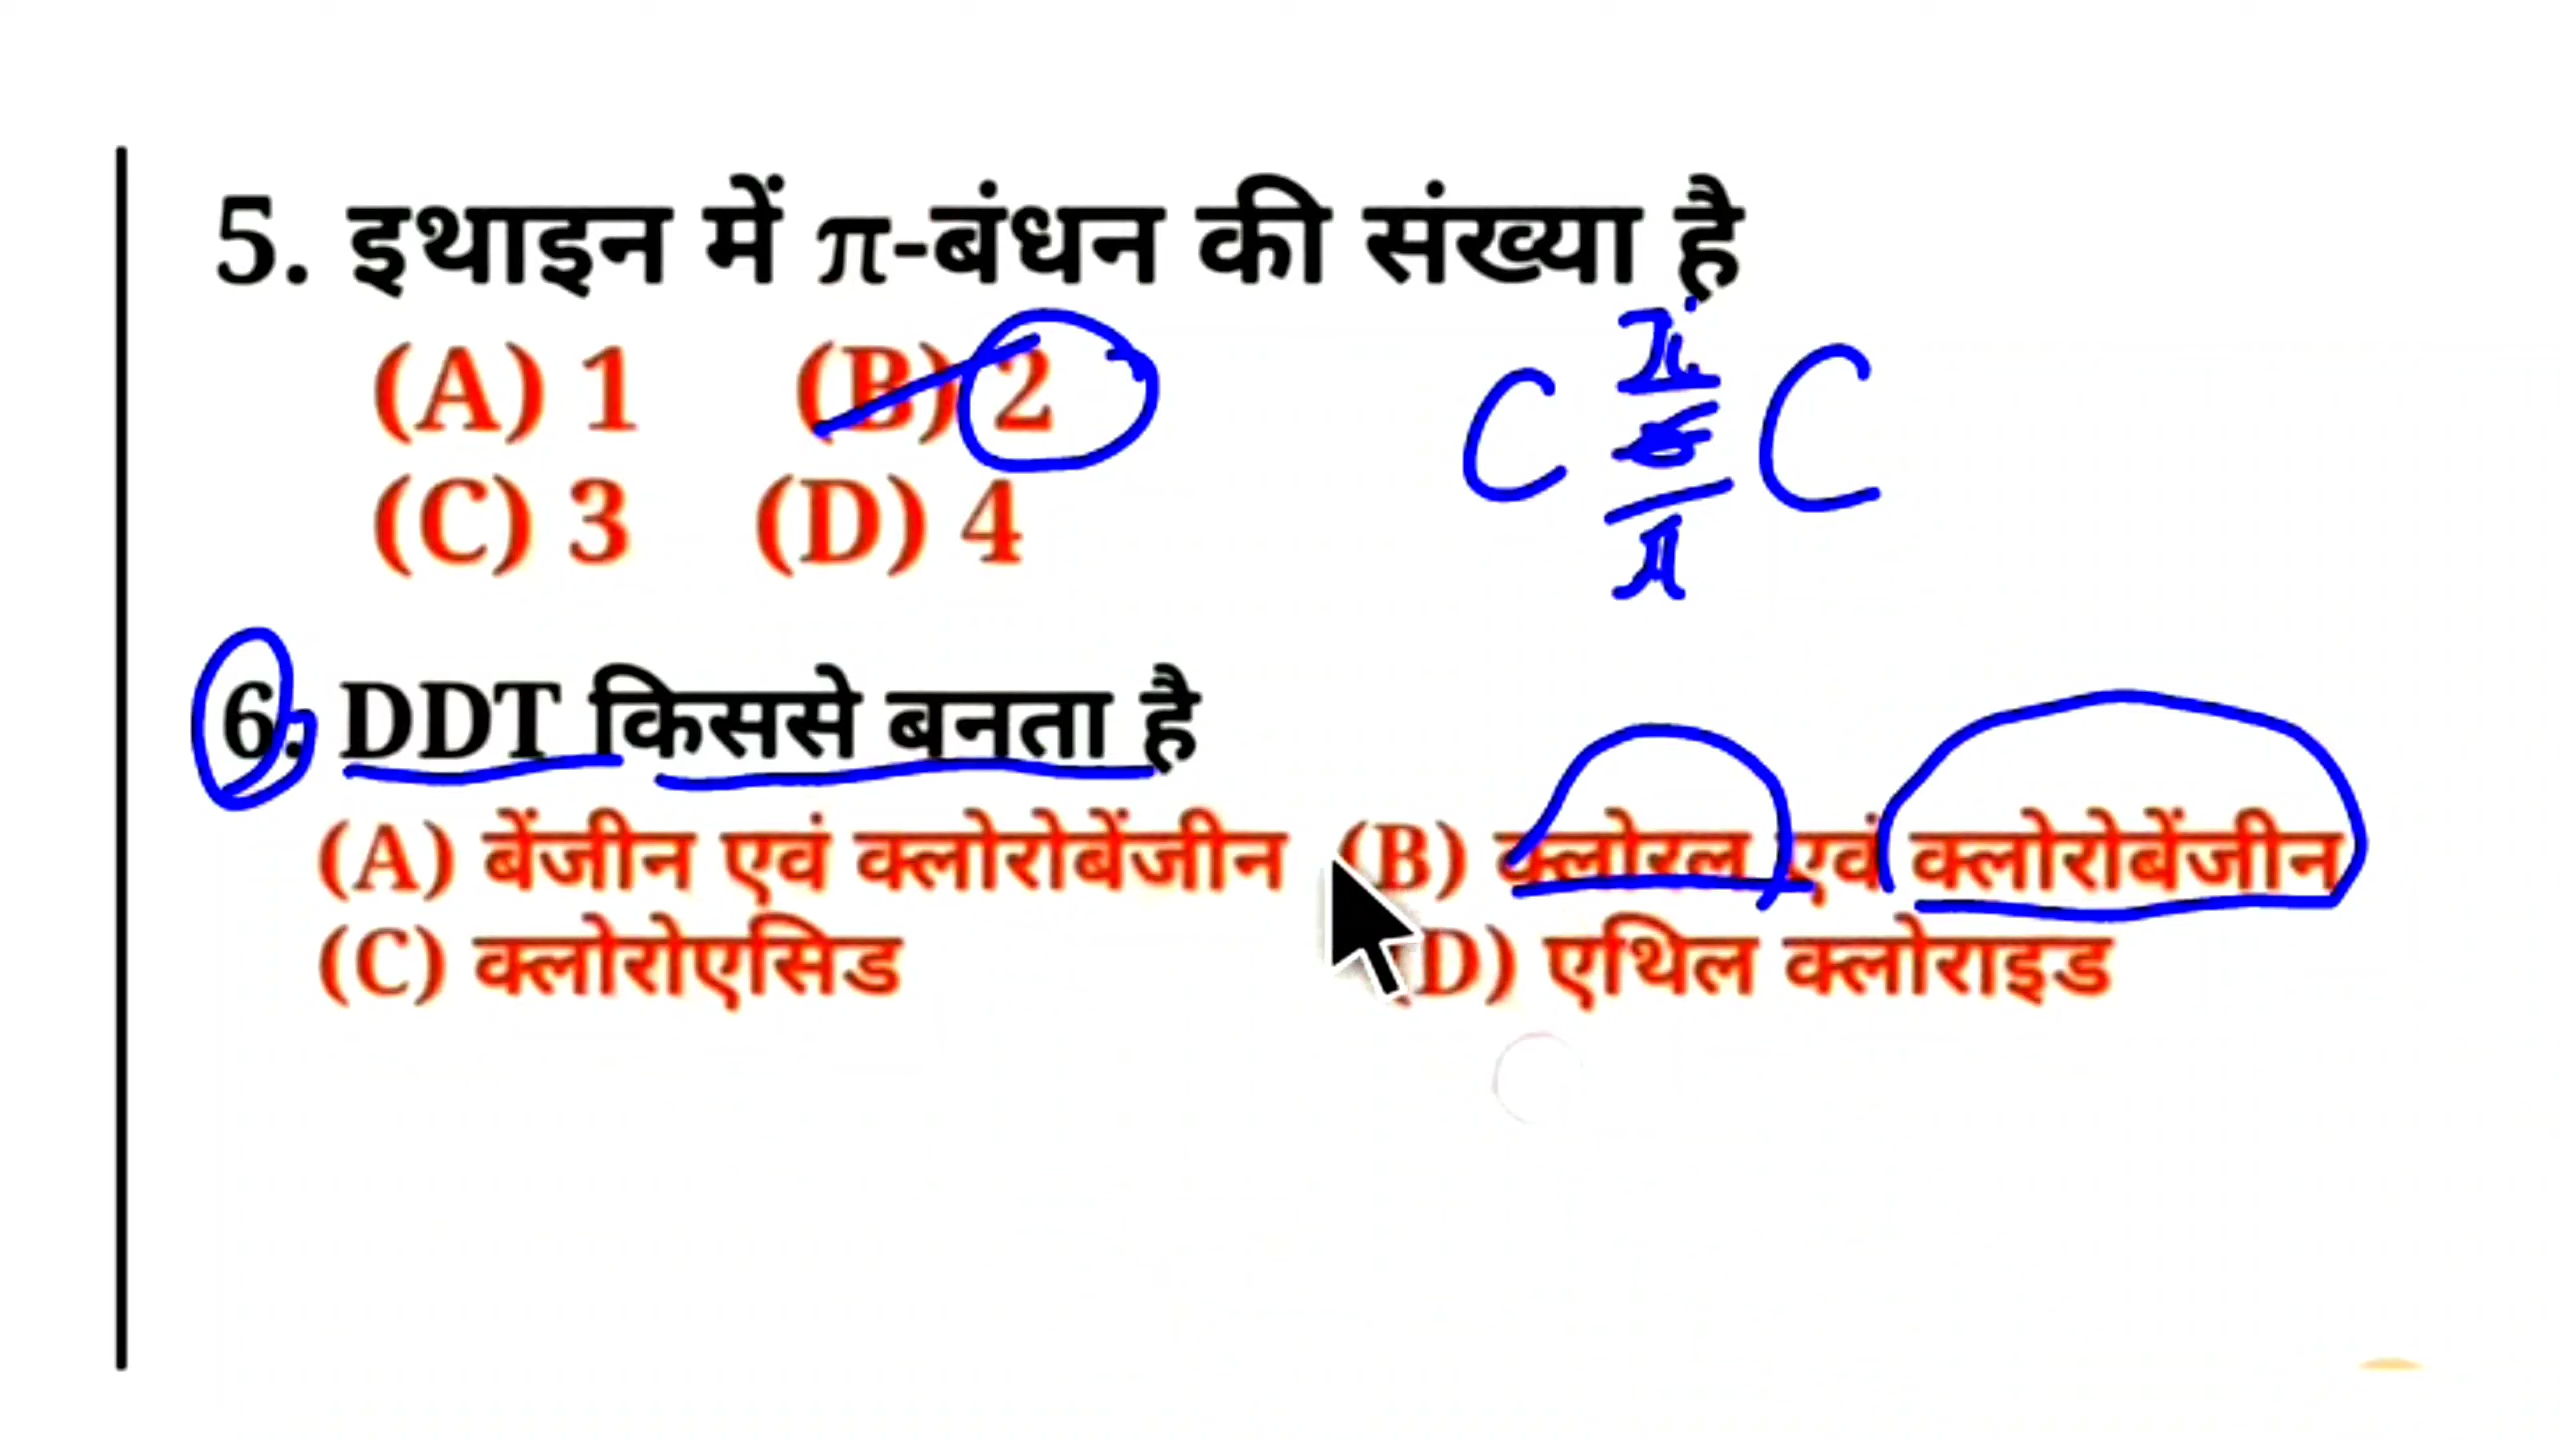 5. इथाइन में π-बंधन की संख्या है
(A) 1 (B) 2
(C) 3 (D) 4
C π σ π C
6. DDT किससे बनता है
(A) बेंजीन एवं क्लोरोबेंजीन (B) क्लोरल एवं क्लोरोबेंजीन
(C) क्लोरोएसिड (D) एथिल क्लोराइड